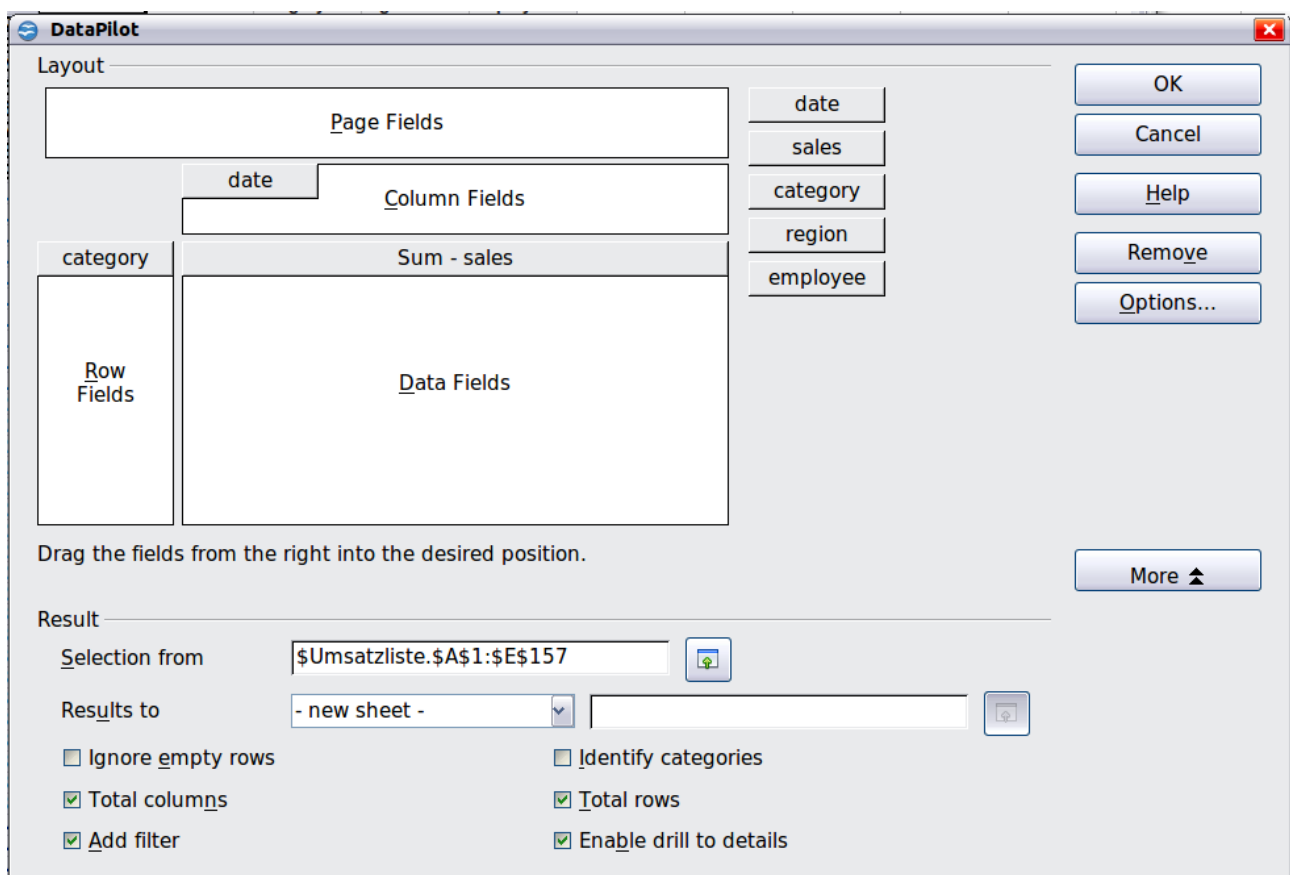 DataPilot
Layout
Page Fields
date
Column Fields
category
Sum - sales
Row
Fields
Data Fields
date
sales
category
region
employee
OK
Cancel
Help
Remove
Options...
Drag the fields from the right into the desired position.
More
Result
Selection from
$Umsatzliste.$A$1:$E$157
Results to
- new sheet -
Ignore empty rows
Identify categories
Total columns
Total rows
Add filter
Enable drill to details